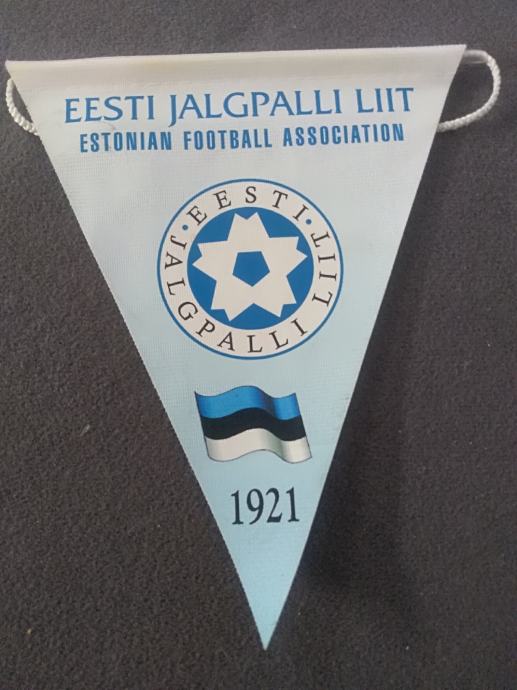 EESTI JALGPALLI LIIT
ESTONIAN FOOTBALL ASSOCIATION
·EESTI·
JALGPALLI LIIT
1921